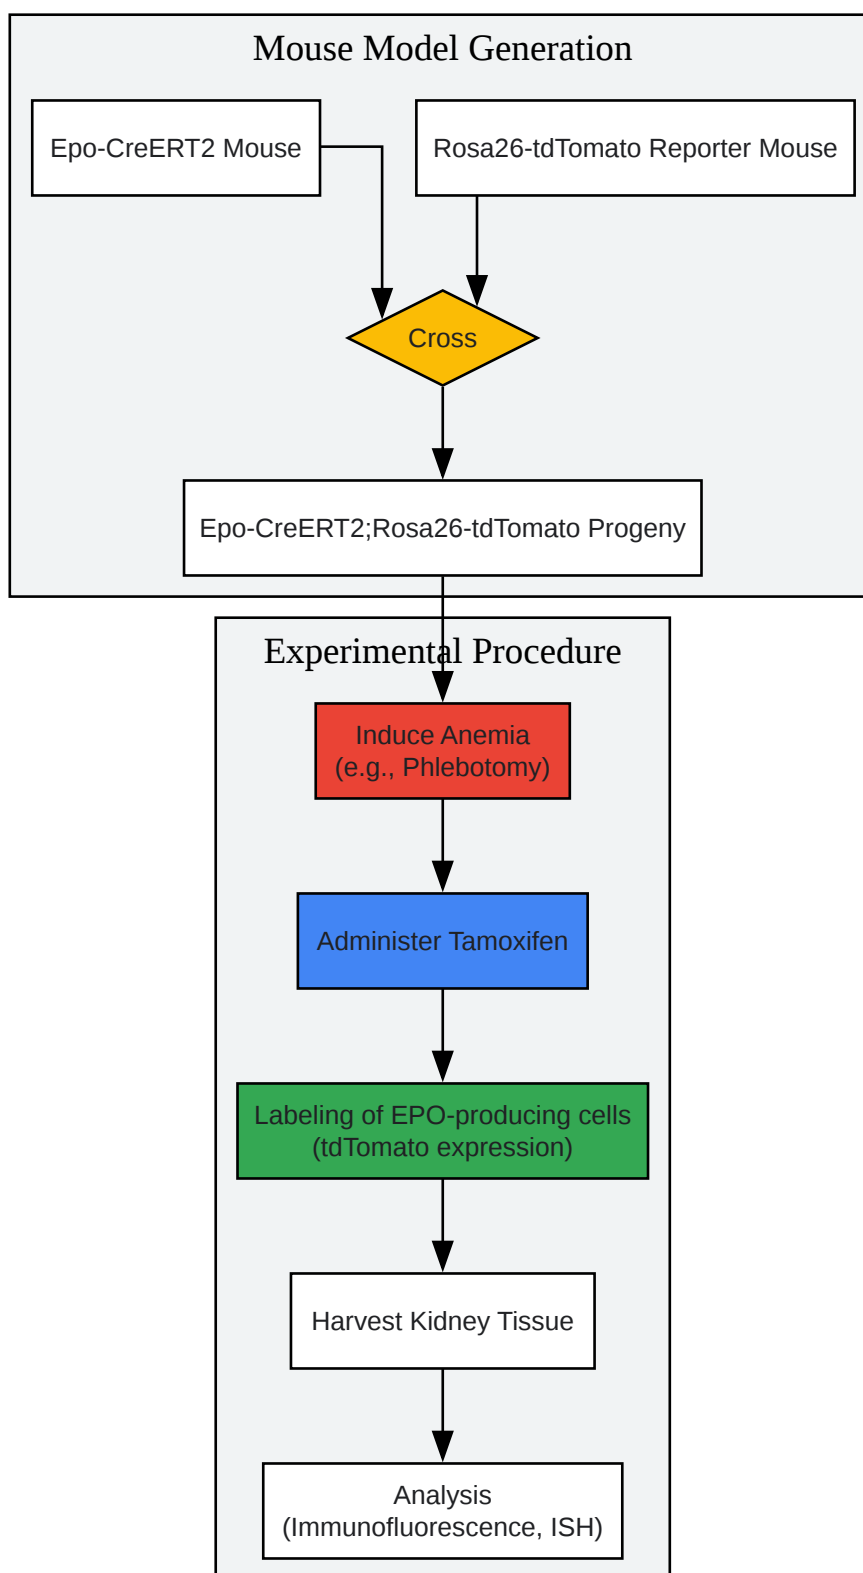 Mouse Model Generation
Epo-CreERT2 Mouse
Rosa26-tdTomato Reporter Mouse
Cross
Epo-CreERT2;Rosa26-tdTomato Progeny
Experimental Procedure
Induce Anemia
(e.g., Phlebotomy)
Administer Tamoxifen
Labeling of EPO-producing cells
(tdTomato expression)
Harvest Kidney Tissue
Analysis
(Immunofluorescence, ISH)